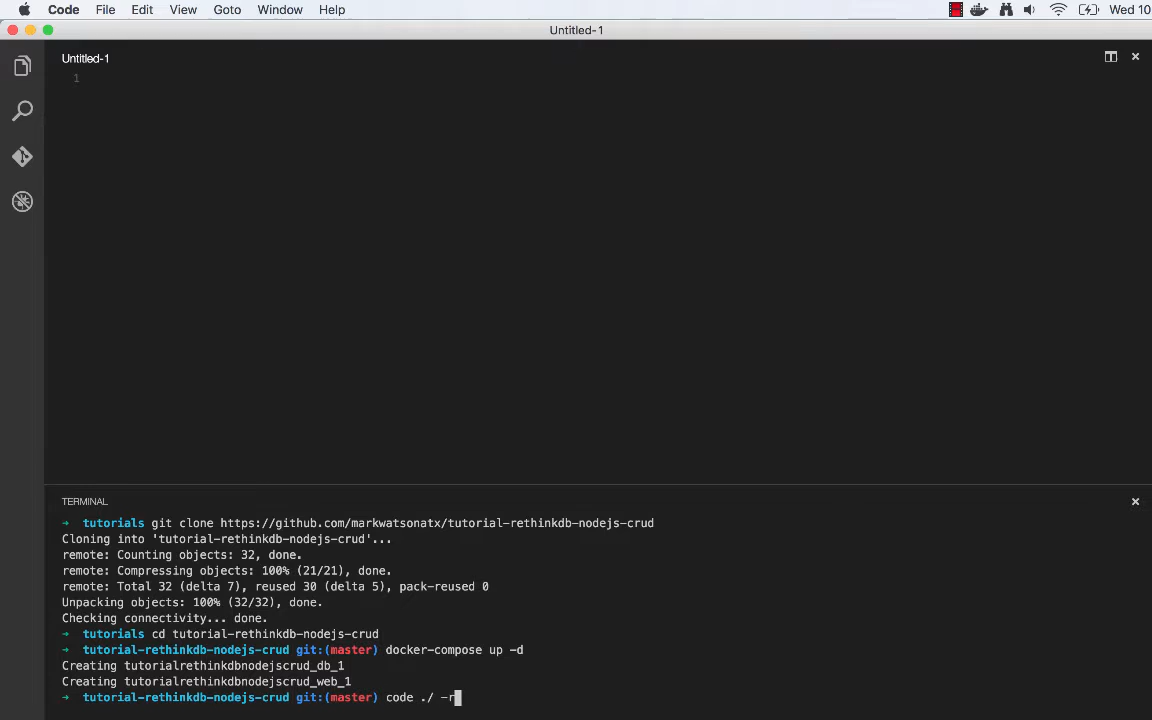 Code File Edit View Goto Window Help Wed 10
Untitled-1
Untitled-1
1
TERMINAL
→ tutorials git clone https://github.com/markwatsonatx/tutorial-rethinkdb-nodejs-crud
Cloning into 'tutorial-rethinkdb-nodejs-crud'...
remote: Counting objects: 32, done.
remote: Compressing objects: 100% (21/21), done.
remote: Total 32 (delta 7), reused 30 (delta 5), pack-reused 0
Unpacking objects: 100% (32/32), done.
Checking connectivity... done.
→ tutorials cd tutorial-rethinkdb-nodejs-crud
→ tutorial-rethinkdb-nodejs-crud git:(master) docker-compose up -d
Creating tutorialrethinkdbnodejscrud_db_1
Creating tutorialrethinkdbnodejscrud_web_1
→ tutorial-rethinkdb-nodejs-crud git:(master) code ./ -r